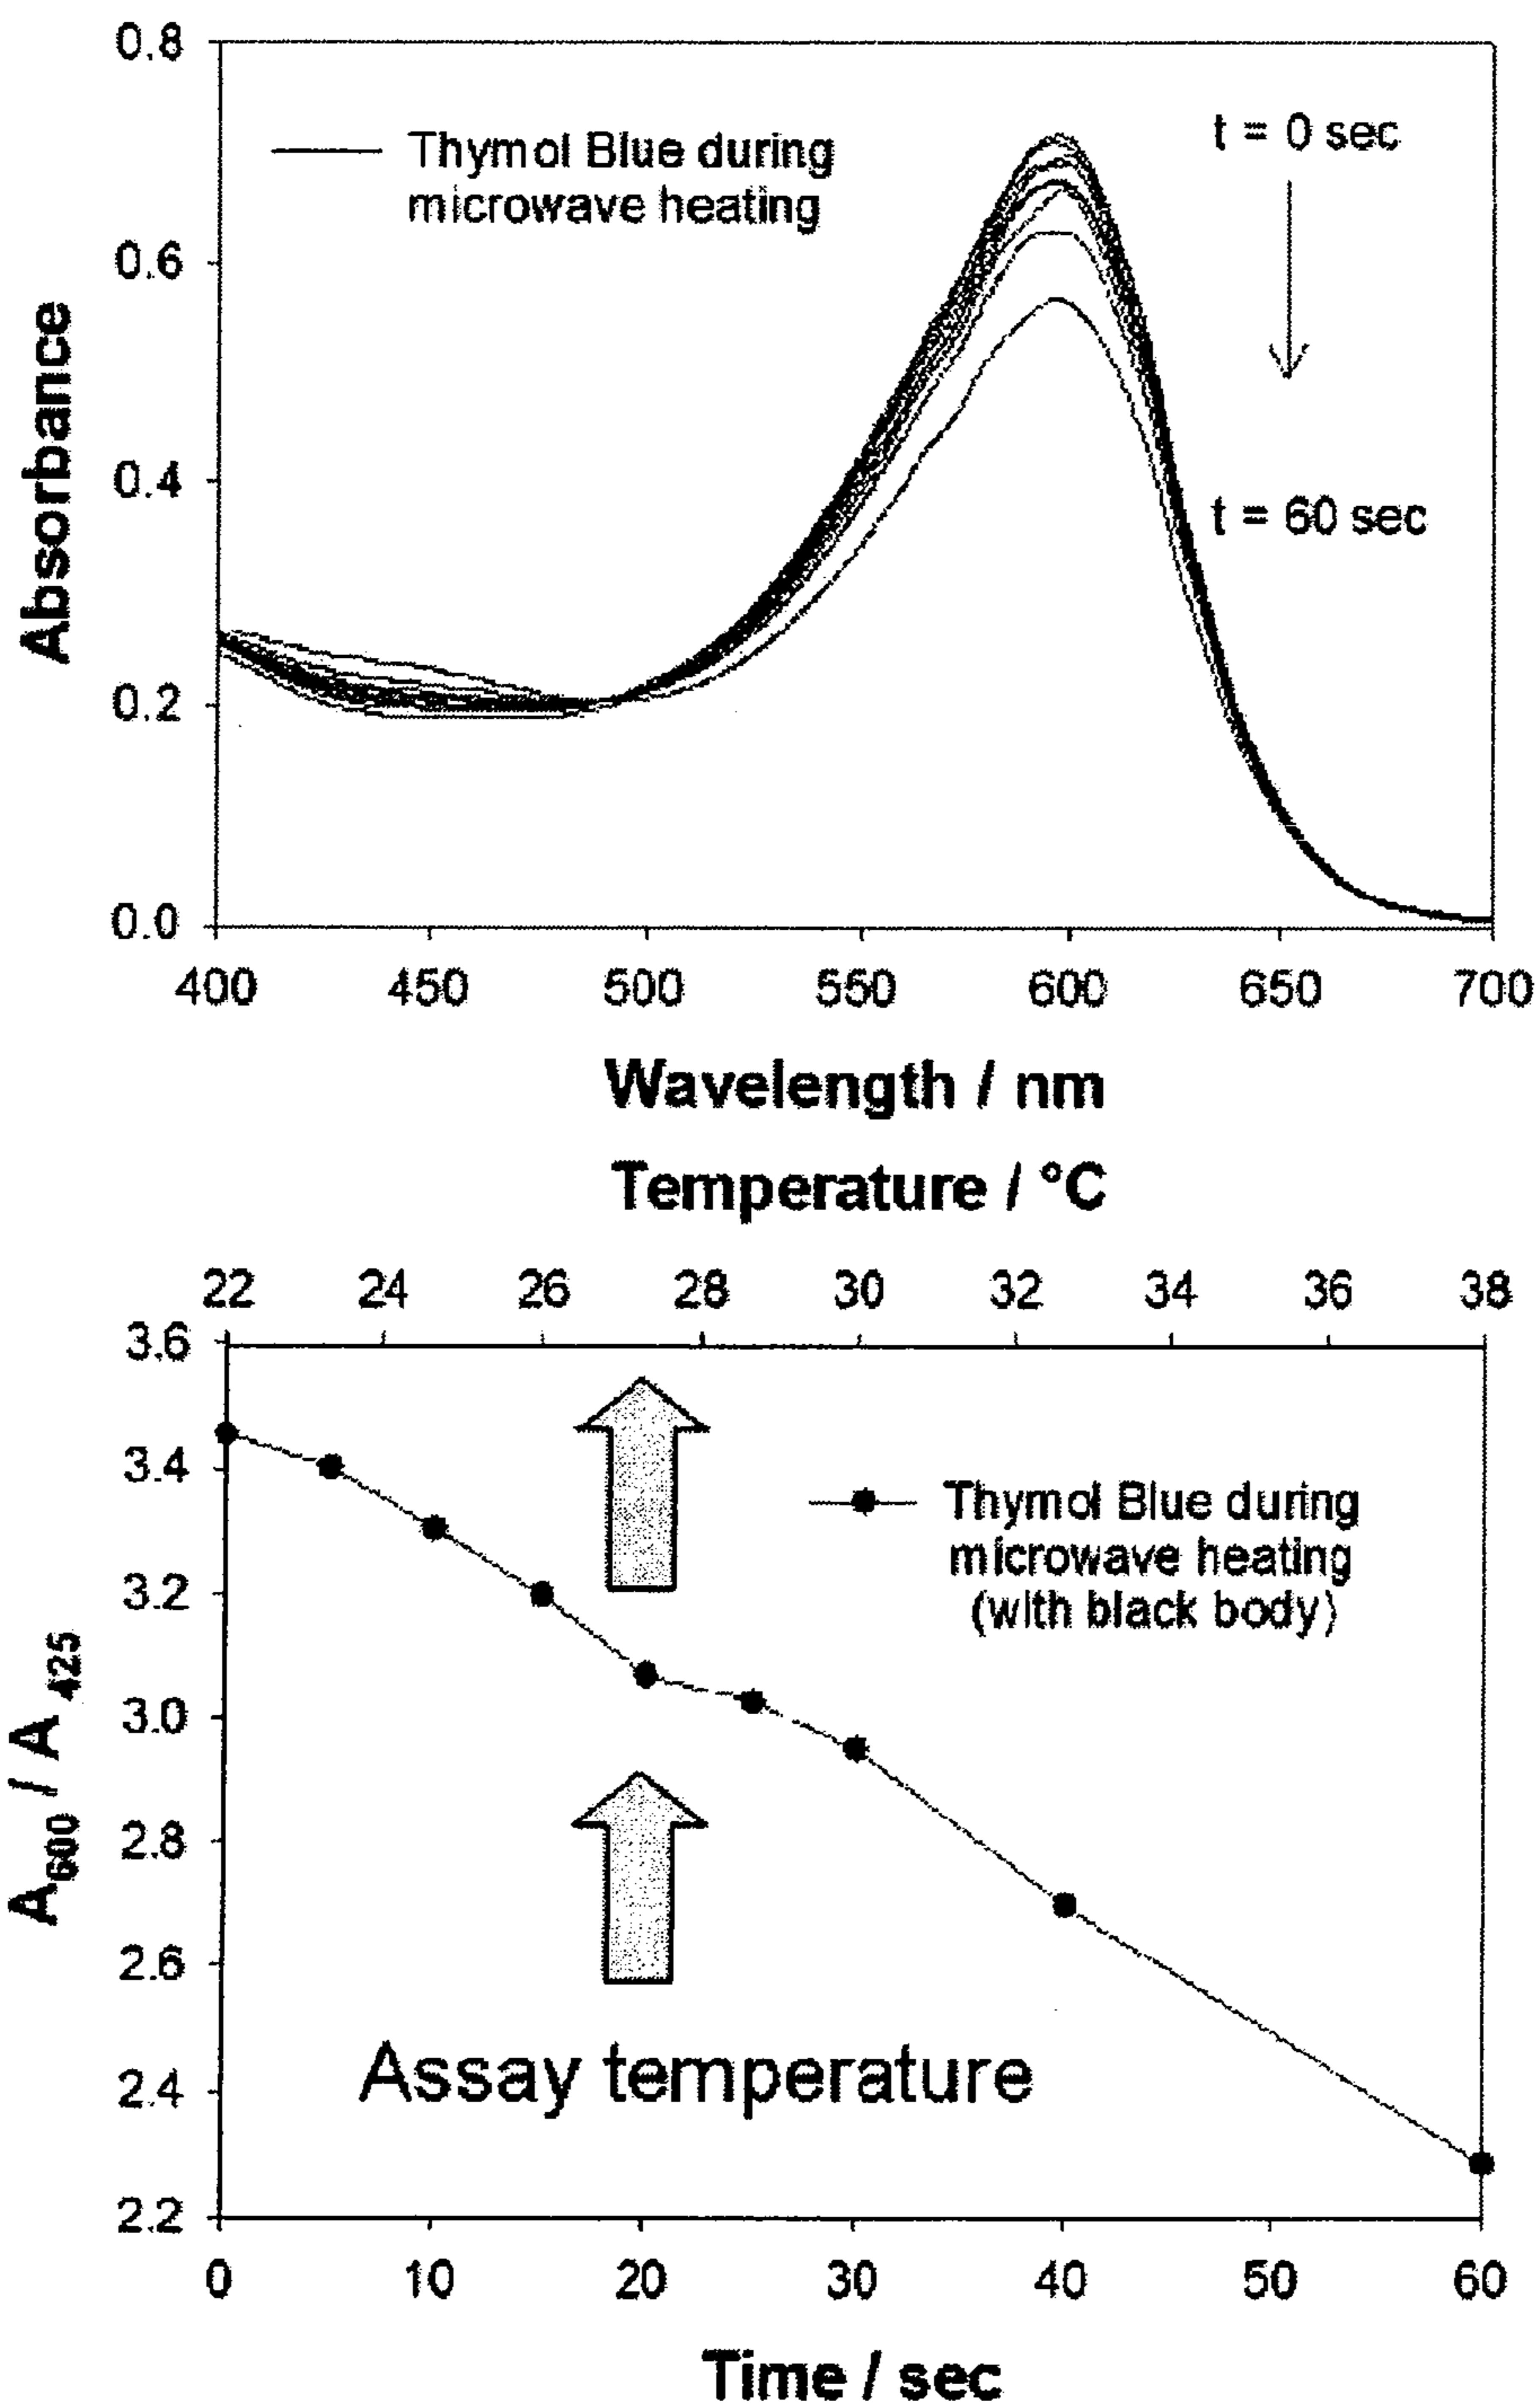 0.8
Thymol Blue during
microwave heating
t = 0 sec
0.6
t = 60 sec
0.4
0.2
0.0
Absorbance
400 450 500 550 600 650 700
Wavelength / nm
Temperature / °C
22 24 26 28 30 32 34 36 38
3.6
3.4
Thymol Blue during
microwave heating
(with black body)
3.2
3.0
2.8
2.6
2.4
2.2
A600 / A 425
Assay temperature
0 10 20 30 40 50 60
Time / sec